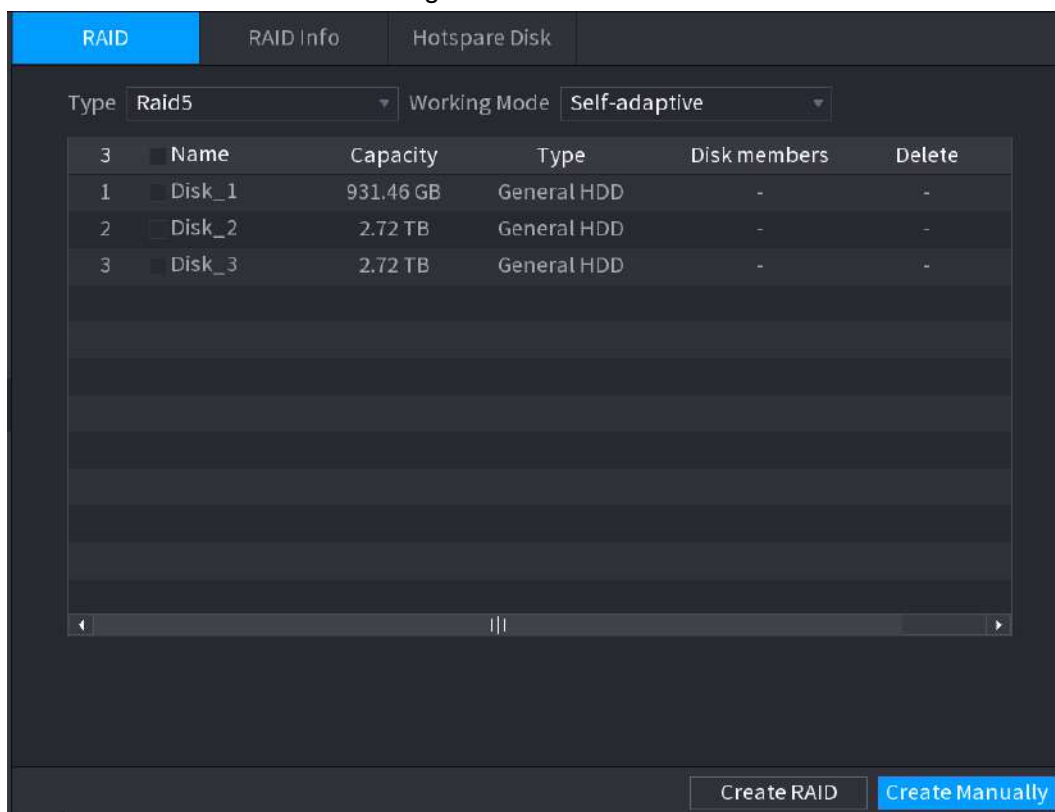 RAID RAID Info Hotspare Disk
Type Raid5 Working Mode Self-adaptive
3 Name Capacity Type Disk members Delete
1 Disk_1 931.46 GB General HDD - -
2 Disk_2 2.72 TB General HDD - -
3 Disk_3 2.72 TB General HDD - -
Create RAID Create Manually